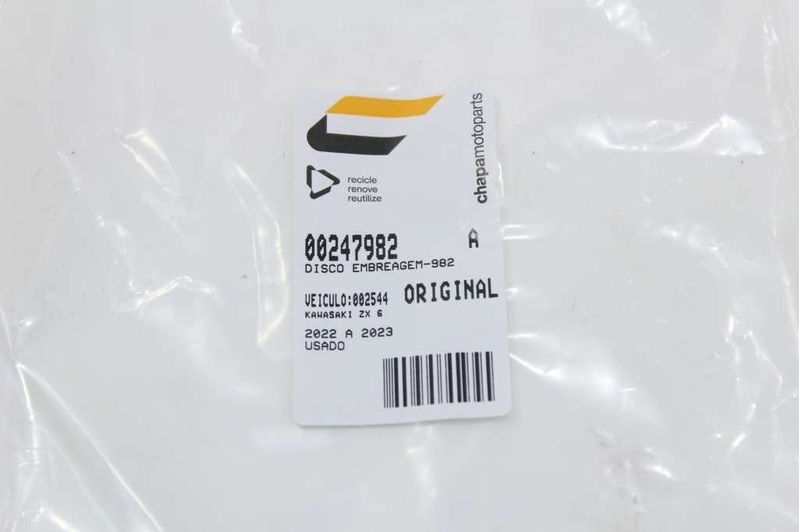 chapamotoparts
recicle
renove
reutilize
00247982 A
DISCO EMBREAGEM-982
VEICULO:002544 ORIGINAL
KAWASAKI ZX 6
2022 A 2023
USADO